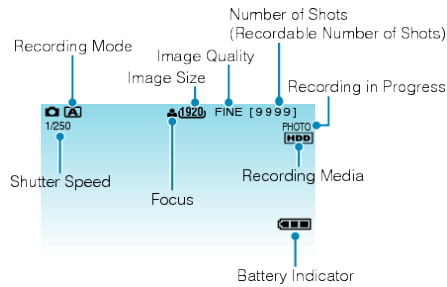 Number of Shots
(Recordable Number of Shots)
Recording Mode
Image Quality
Image Size
Recording in Progress
A
1920
FINE [9999]
PHOTO
1/250
HDD
Shutter Speed
Focus
Recording Media
Battery Indicator